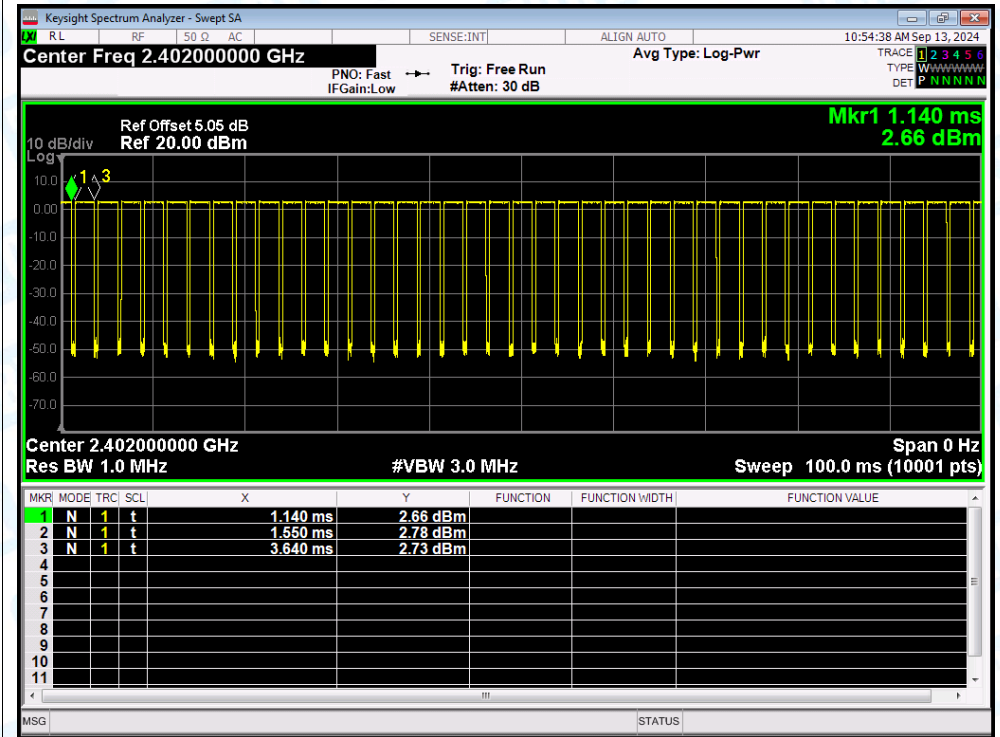 Keysight Spectrum Analyzer - Swept SA
LXI RL RF 50 Ω AC SENSE:INT ALIGN AUTO 10:54:38 AM Sep 13, 2024
Center Freq 2.402000000 GHz Avg Type: Log-Pwr TRACE 1 2 3 4 5 6
PNO: Fast Trig: Free Run TYPE WWWWWW
IFGain:Low #Atten: 30 dB DET P N N N N N
Mkr1 1.140 ms
Ref Offset 5.05 dB
10 dB/div Ref 20.00 dBm 2.66 dBm
Log
1 3
10.0
0.00
-10.0
-20.0
-30.0
-40.0
-50.0
-60.0
-70.0
Center 2.402000000 GHz Span 0 Hz
Res BW 1.0 MHz #VBW 3.0 MHz Sweep 100.0 ms (10001 pts)
MKR MODE TRC SCL X Y FUNCTION FUNCTION WIDTH FUNCTION VALUE
1 N 1 t 1.140 ms 2.66 dBm
2 N 1 t 1.550 ms 2.78 dBm
3 N 1 t 3.640 ms 2.73 dBm
4
5
6
7
8
9
10
11
MSG STATUS